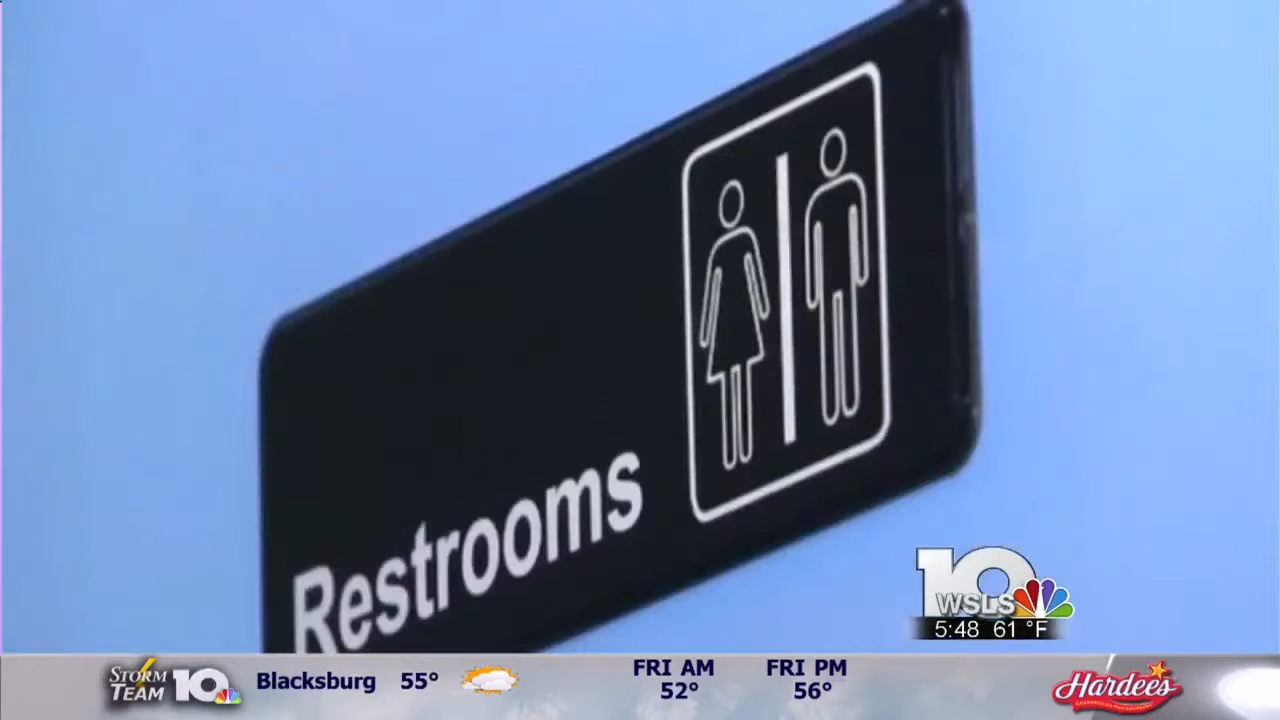 Restrooms
10
WSLS
5:48 61 °F
STORM
TEAM 10
Blacksburg 55°
FRI AM
52°
FRI PM
56°
Hardee's